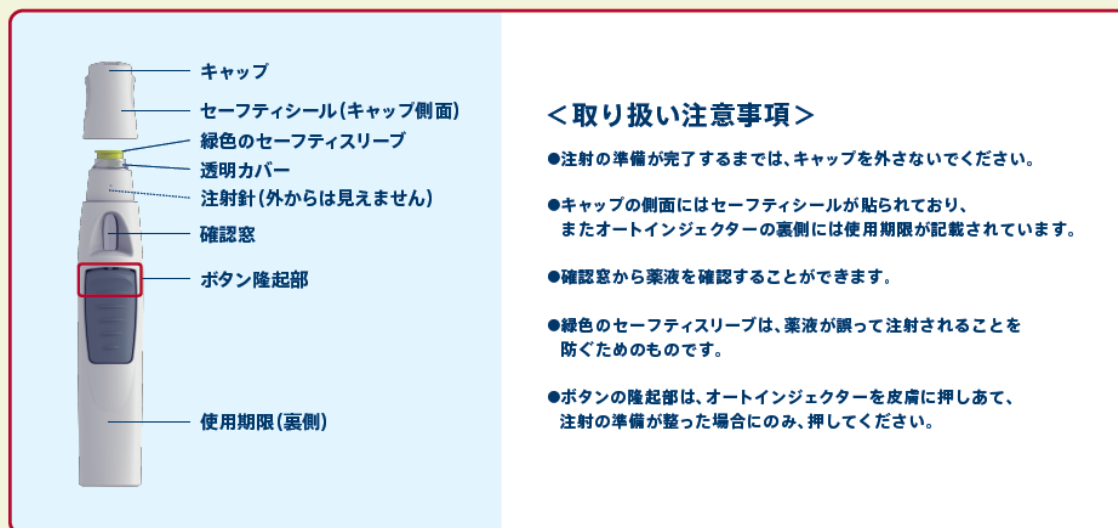 キャップ
セーフティシール(キャップ側面)
緑色のセーフティスリーブ
透明カバー
注射針(外からは見えません)
確認窓
ボタン隆起部
使用期限(裏側)
<取り扱い注意事項>
●注射の準備が完了するまでは、キャップを外さないでください。
●キャップの側面にはセーフティシールが貼られており、
またオートインジェクターの裏側には使用期限が記載されています。
●確認窓から薬液を確認することができます。
●緑色のセーフティスリーブは、薬液が誤って注射されることを
防ぐためのものです。
●ボタンの隆起部は、オートインジェクターを皮膚に押しあて、
注射の準備が整った場合にのみ、押してください。